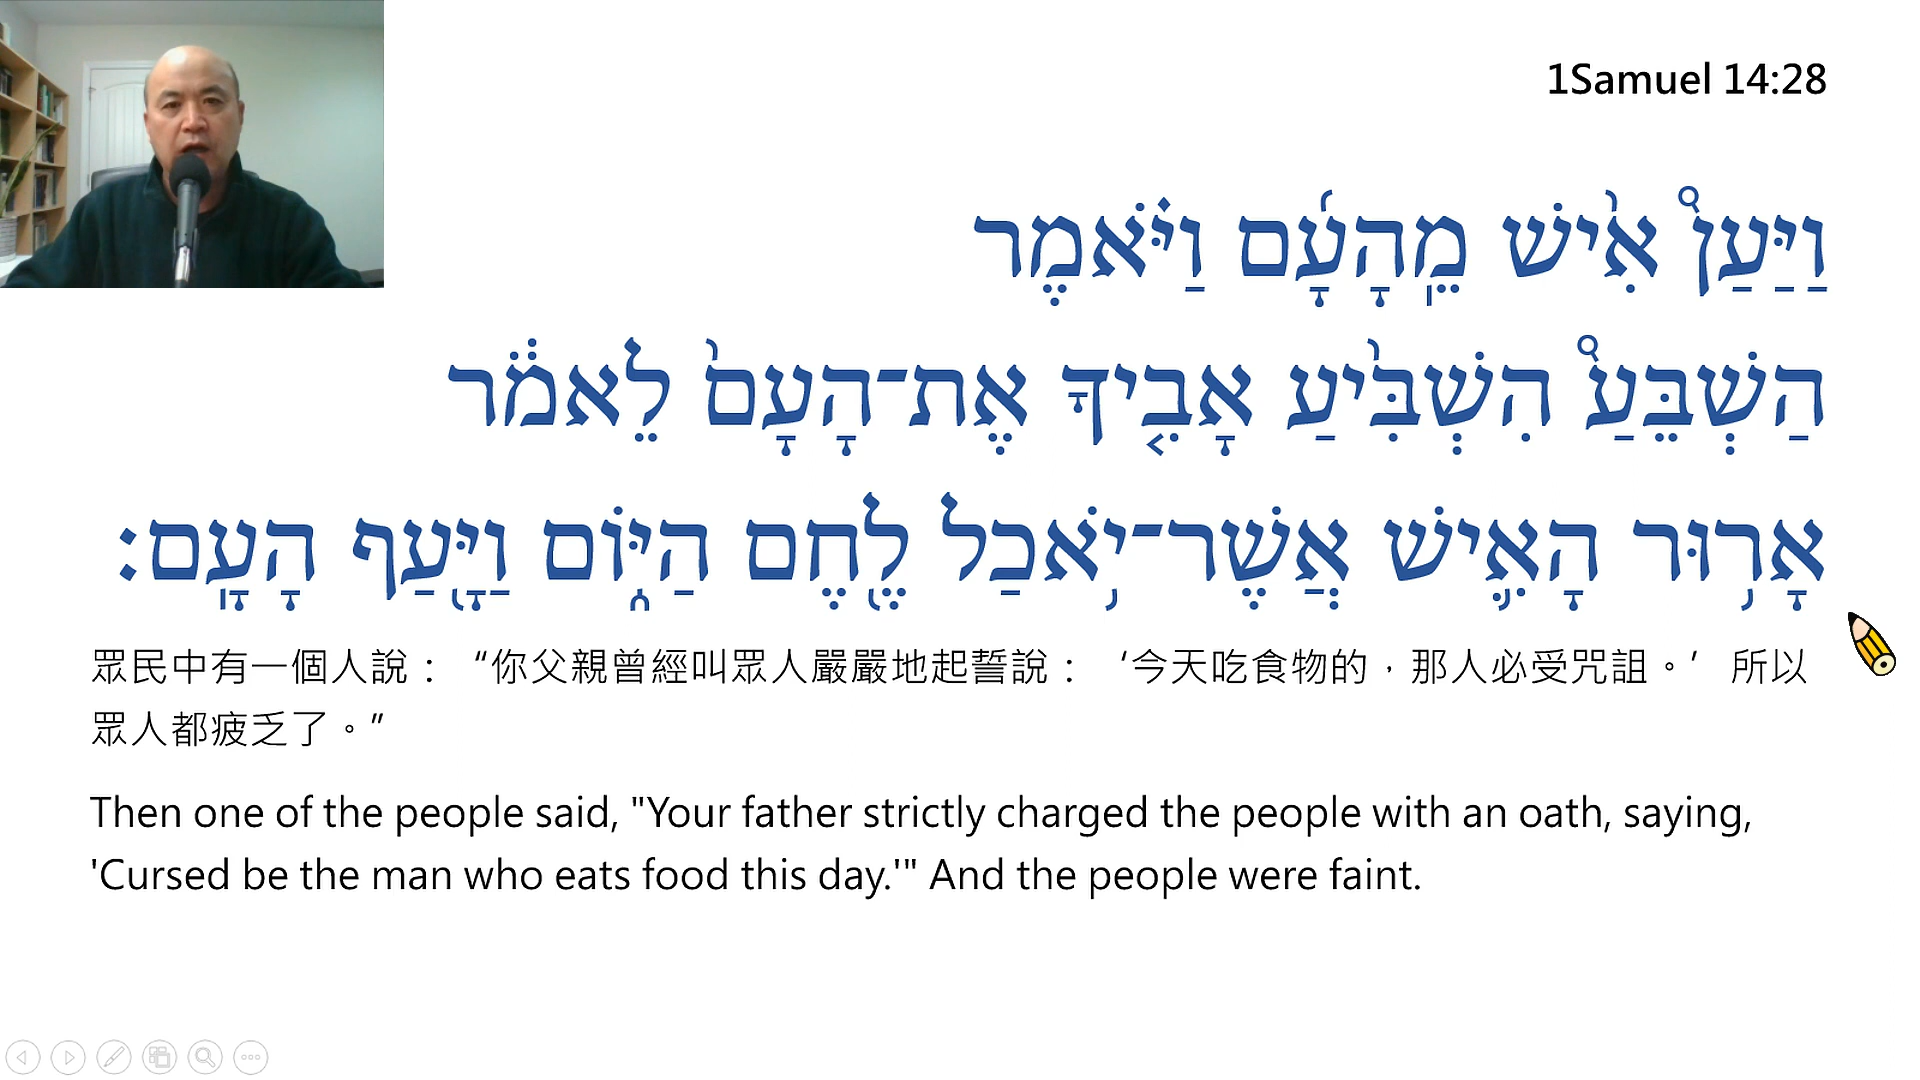 1Samuel 14:28
וַיַּעַן֩ אִ֨ישׁ מֵֽהָעָ֜ם וַיֹּ֗אמֶר
הַשְׁבֵּעַ֩ הִשְׁבִּ֨יעַ אָבִ֤יךָ אֶת־הָעָם֙ לֵאמֹ֔ר
אָר֥וּר הָאִ֛ישׁ אֲשֶׁר־יֹ֥אכַל לֶ֖חֶם הַיּ֑וֹם וַיָּ֖עַף הָעָֽם׃
眾民中有一個人說：“你父親曾經叫眾人嚴嚴地起誓說：‘今天吃食物的，那人必受咒詛。’所以
眾人都疲乏了。”
Then one of the people said, "Your father strictly charged the people with an oath, saying,
'Cursed be the man who eats food this day.'" And the people were faint.